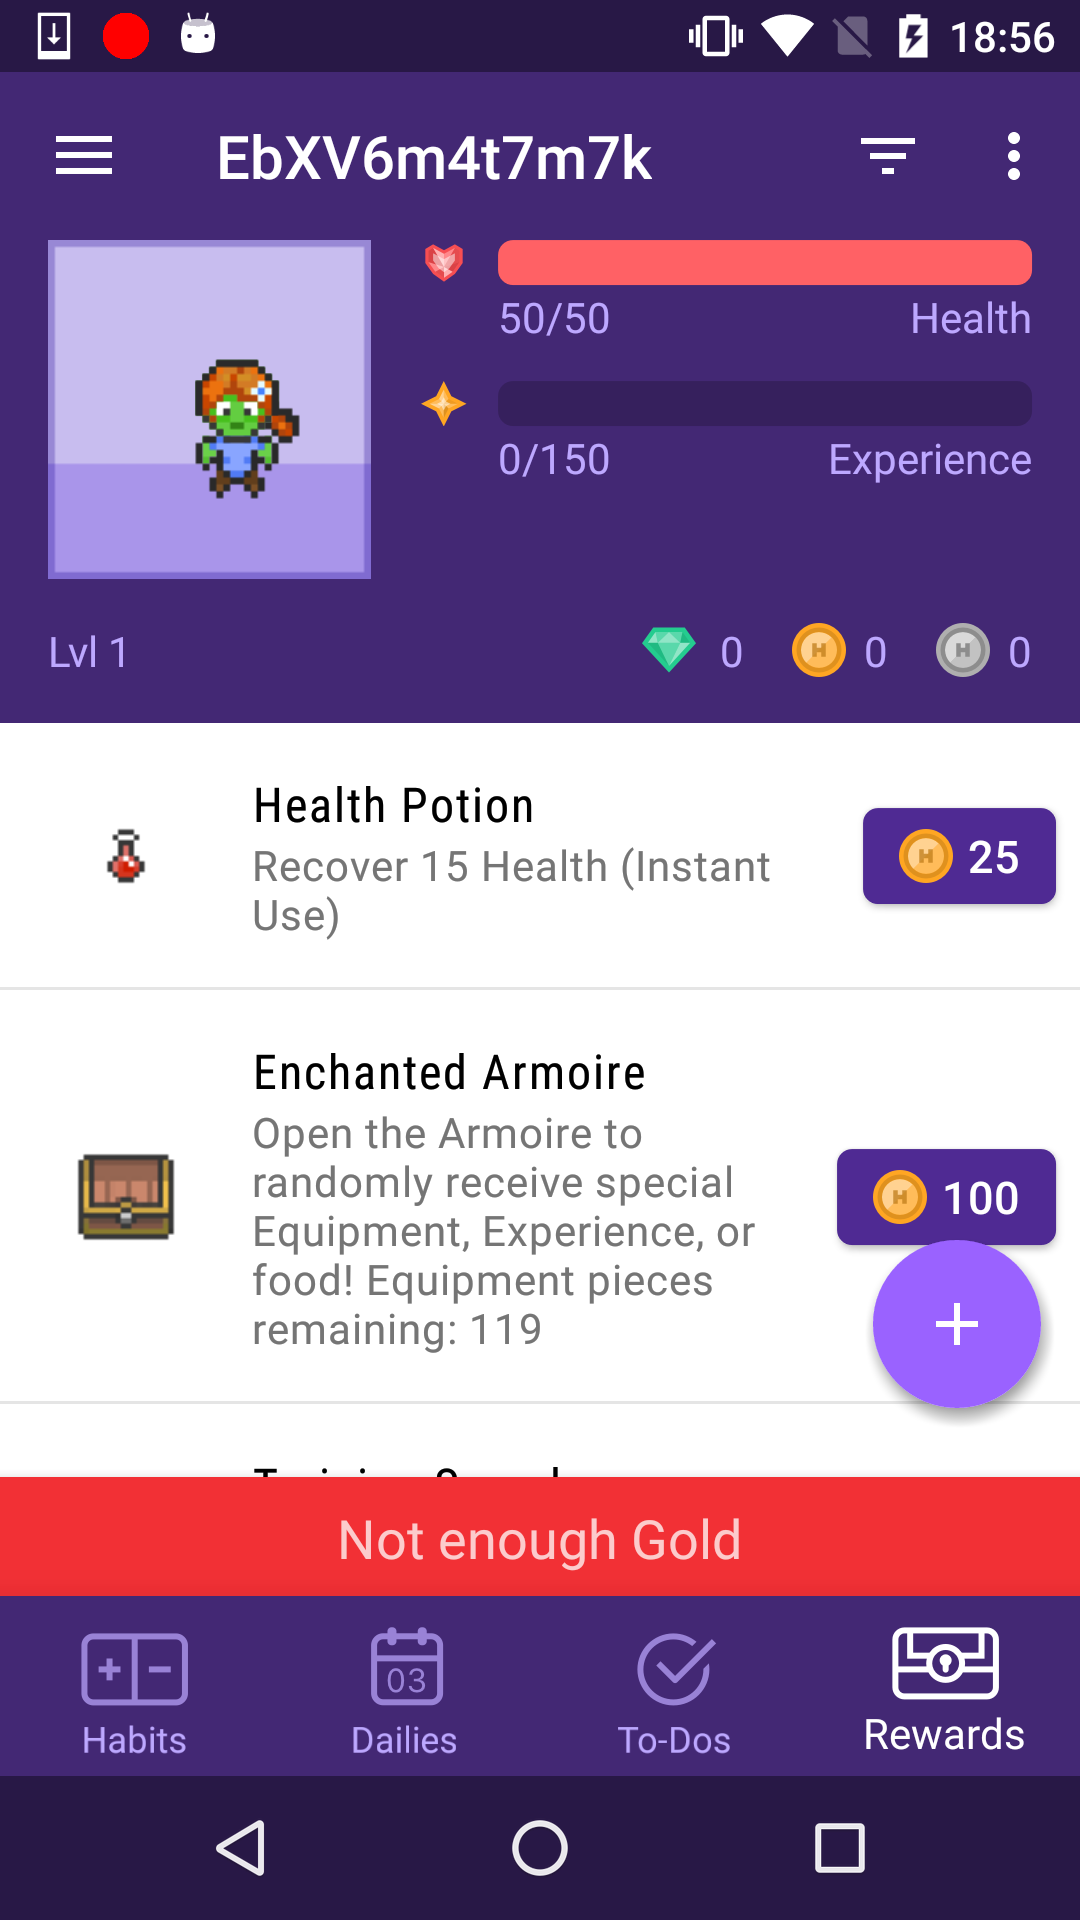 18:56
EbXV6m4t7m7k
50/50 Health
0/150 Experience
Lvl 1 0 0 0
Health Potion
Recover 15 Health (Instant
Use)
25
Enchanted Armoire
Open the Armoire to
randomly receive special
Equipment, Experience, or
food! Equipment pieces
remaining: 119
100
Not enough Gold
03
Habits Dailies To-Dos Rewards